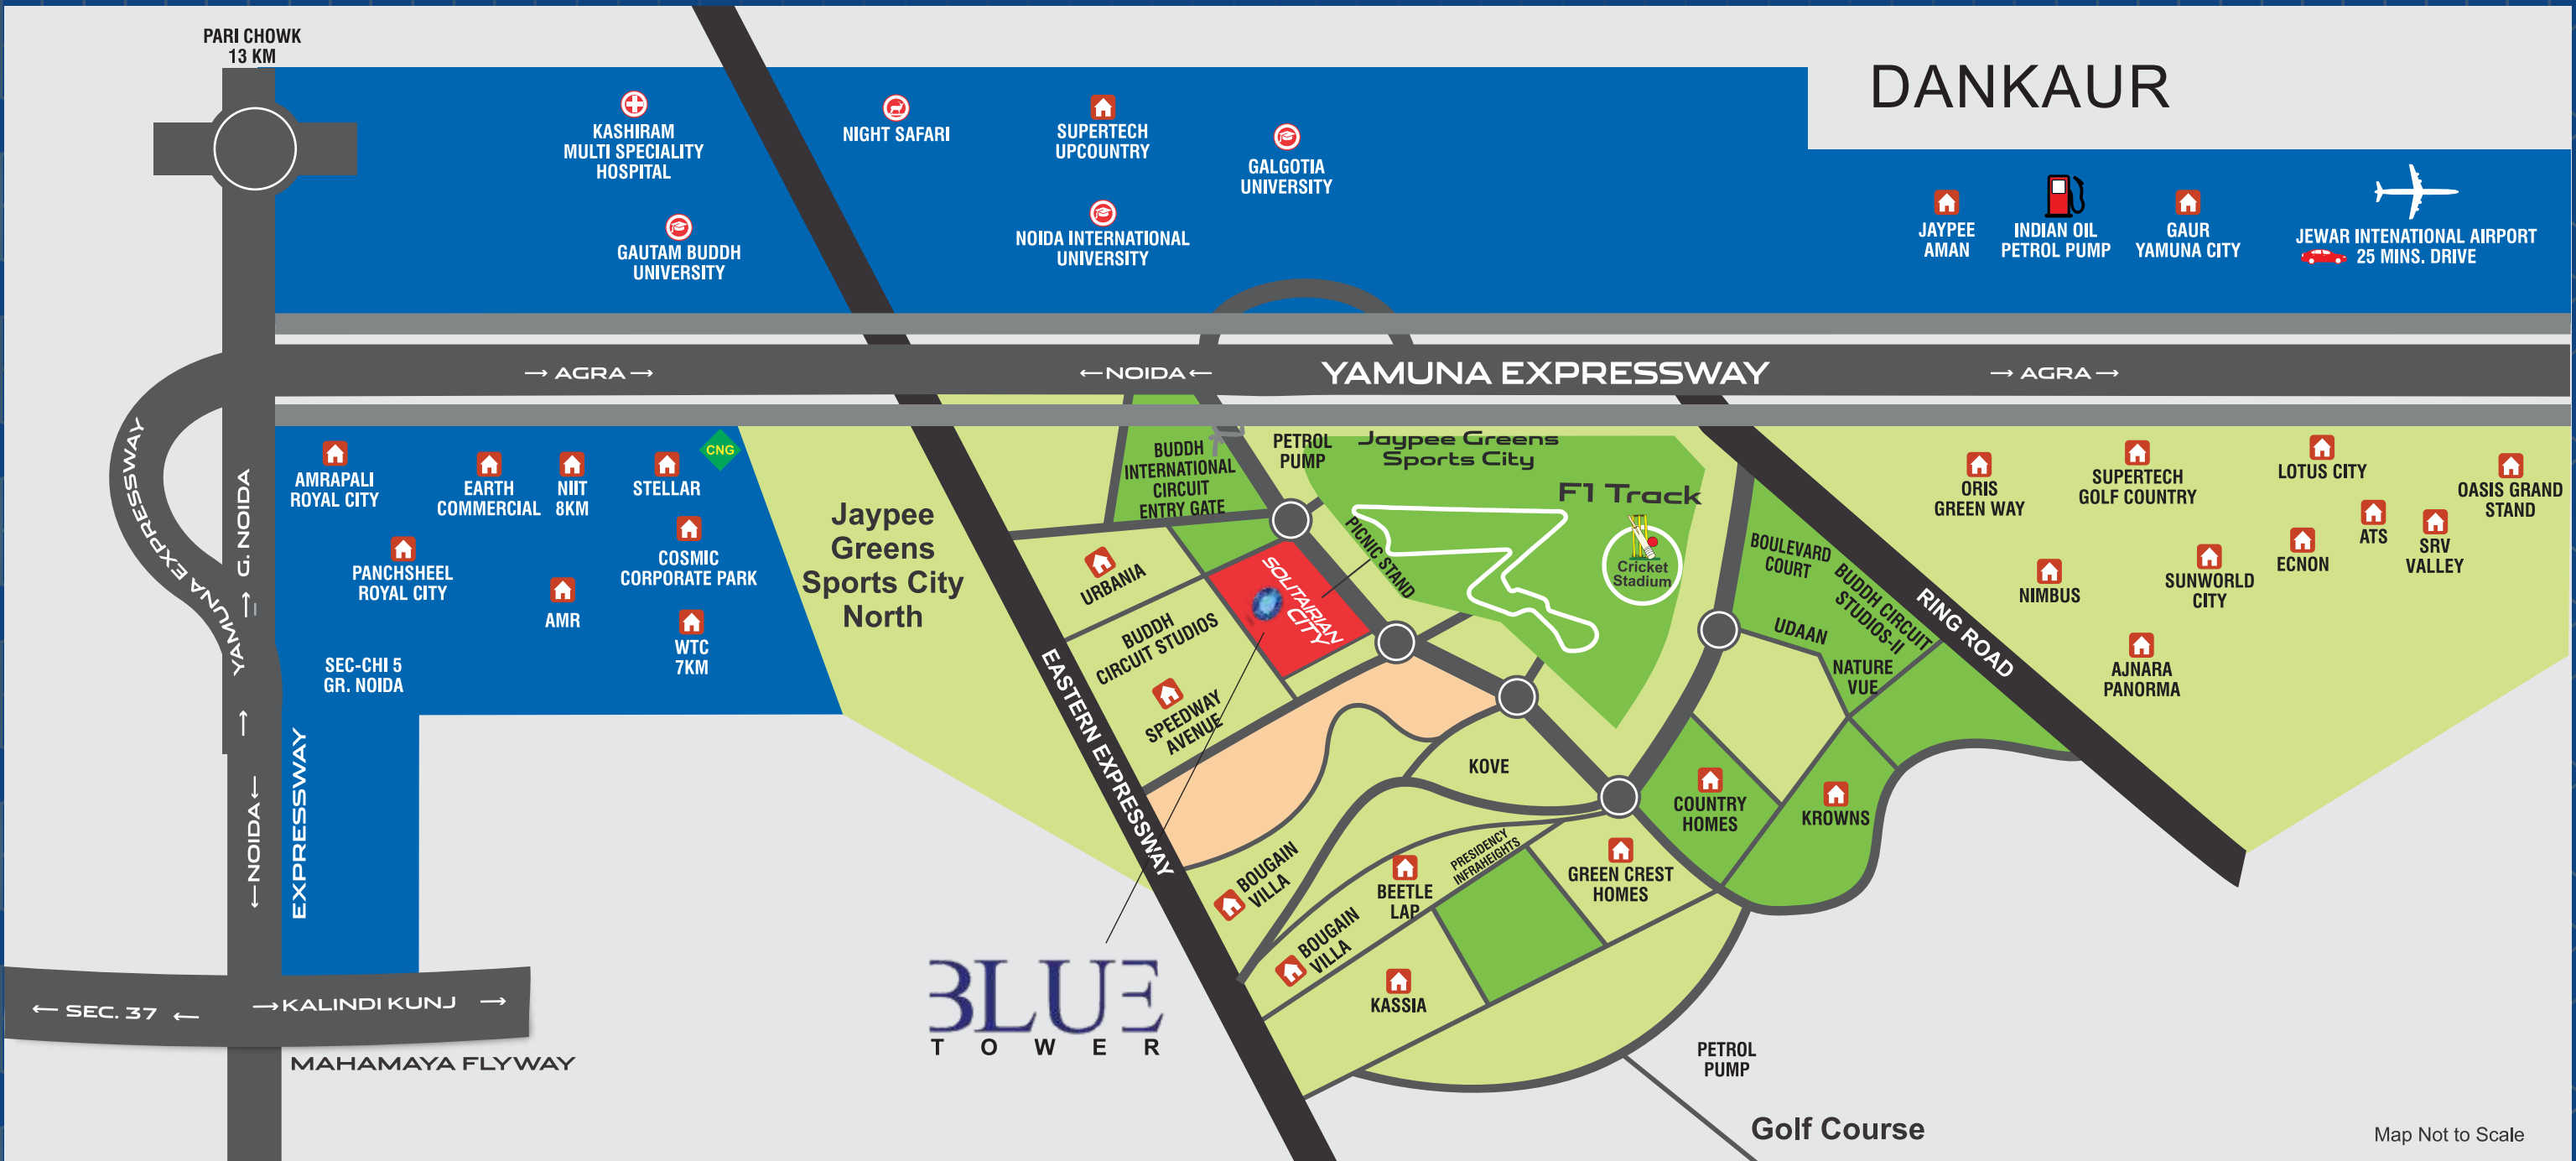 PARI CHOWK
13 KM
DANKAUR
KASHIRAM
MULTI SPECIALITY
HOSPITAL
NIGHT SAFARI
SUPERTECH
UPCOUNTRY
GALGOTIA
UNIVERSITY
GAUTAM BUDDH
UNIVERSITY
NOIDA INTERNATIONAL
UNIVERSITY
JAYPEE
AMAN
INDIAN OIL
PETROL PUMP
GAUR
YAMUNA CITY
JEWAR INTENATIONAL AIRPORT
25 MINS. DRIVE
→ AGRA →
← NOIDA ←
YAMUNA EXPRESSWAY
→ AGRA →
YAMUNA EXPRESSWAY
YAMUNA → G. NOIDA
→
← NOIDA ←
EXPRESSWAY
AMRAPALI
ROYAL CITY
EARTH
COMMERCIAL
NIIT
8KM
STELLAR
CNG
PANCHSHEEL
ROYAL CITY
AMR
COSMIC
CORPORATE PARK
WTC
7KM
SEC-CHI 5
GR. NOIDA
Jaypee
Greens
Sports City
North
BUDDH
INTERNATIONAL
CIRCUIT
ENTRY GATE
PETROL
PUMP
Jaypee Greens
Sports City
F1 Track
PICNIC STAND
Cricket
Stadium
URBANIA
SOLITAIRIAN
CITY
BUDDH
CIRCUIT STUDIOS
SPEEDWAY
AVENUE
EASTERN EXPRESSWAY
BOULEVARD
COURT
BUDDH CIRCUIT
STUDIOS-II
UDAAN
NATURE
VUE
RING ROAD
ORIS
GREEN WAY
SUPERTECH
GOLF COUNTRY
LOTUS CITY
OASIS GRAND
STAND
ATS
SRV
VALLEY
ECNON
NIMBUS
SUNWORLD
CITY
AJNARA
PANORMA
KOVE
COUNTRY
HOMES
KROWNS
BOUGAIN
VILLA
BEETLE
LAP
PRESIDENCY
INFRAHEIGHTS
GREEN CREST
HOMES
BOUGAIN
VILLA
KASSIA
BLUE
TOWER
← SEC. 37 ←
→ KALINDI KUNJ →
MAHAMAYA FLYWAY
PETROL
PUMP
Golf Course
Map Not to Scale